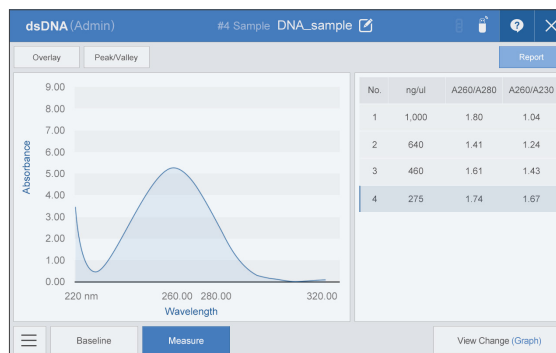 dsDNA (Admin) #4 Sample DNA_sample ?
Overlay Peak/Valley Report
9.00
8.00
7.00
6.00
5.00
4.00
3.00
2.00
1.00
0.00
Absorbance
220 nm 260.00 280.00 320.00
Wavelength
No. ng/ul A260/A280 A260/A230
1 1,000 1.80 1.04
2 640 1.41 1.24
3 460 1.61 1.43
4 275 1.74 1.67
Baseline Measure View Change (Graph)